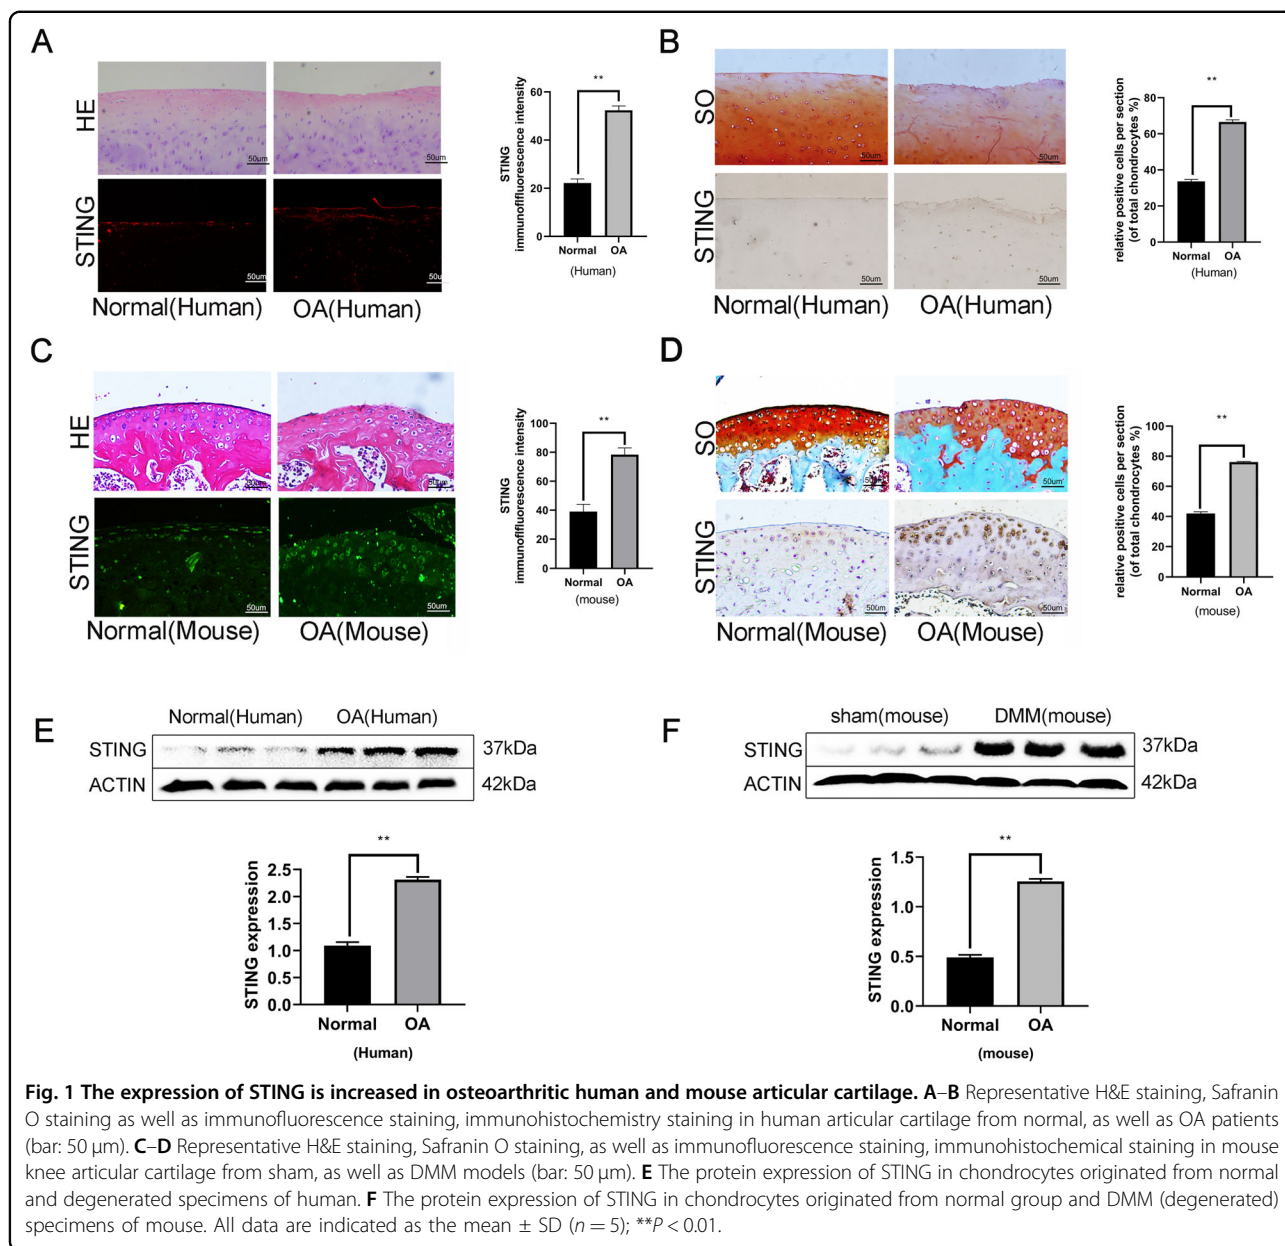 A
HE
STING
50um
50um
50um
50um
Normal(Human)
OA(Human)
STING
immunoflffuorescence intensity
60
40
20
0
**
Normal
OA
(Human)
B
SO
STING
50um
50um
50um
50um
Normal(Human)
OA(Human)
relative positive cells per section
(of total chondrocytes %)
80
60
40
20
0
**
Normal
OA
(Human)
C
HE
STING
50um
50um
50um
50um
Normal(Mouse)
OA(Mouse)
STING
immunoflffuorescence intensity
100
80
60
40
20
0
**
Normal
OA
(mouse)
D
SO
STING
50um
50um
50um
50um
Normal(Mouse)
OA(Mouse)
relative positive cells per section
(of total chondrocytes %)
100
80
60
40
20
0
**
Normal
OA
(mouse)
E
Normal(Human) OA(Human)
STING 37kDa
ACTIN 42kDa
STING expression
2.5
2.0
1.5
1.0
0.5
0.0
**
Normal
OA
(Human)
F
sham(mouse) DMM(mouse)
STING 37kDa
ACTIN 42kDa
STING expression
1.5
1.0
0.5
0.0
**
Normal
OA
(mouse)
Fig. 1 The expression of STING is increased in osteoarthritic human and mouse articular cartilage. A–B Representative H&E staining, Safranin
O staining as well as immunofluorescence staining, immunohistochemistry staining in human articular cartilage from normal, as well as OA patients
(bar: 50 μm). C–D Representative H&E staining, Safranin O staining, as well as immunofluorescence staining, immunohistochemical staining in mouse
knee articular cartilage from sham, as well as DMM models (bar: 50 μm). E The protein expression of STING in chondrocytes originated from normal
and degenerated specimens of human. F The protein expression of STING in chondrocytes originated from normal group and DMM (degenerated)
specimens of mouse. All data are indicated as the mean ± SD (n = 5); **P < 0.01.